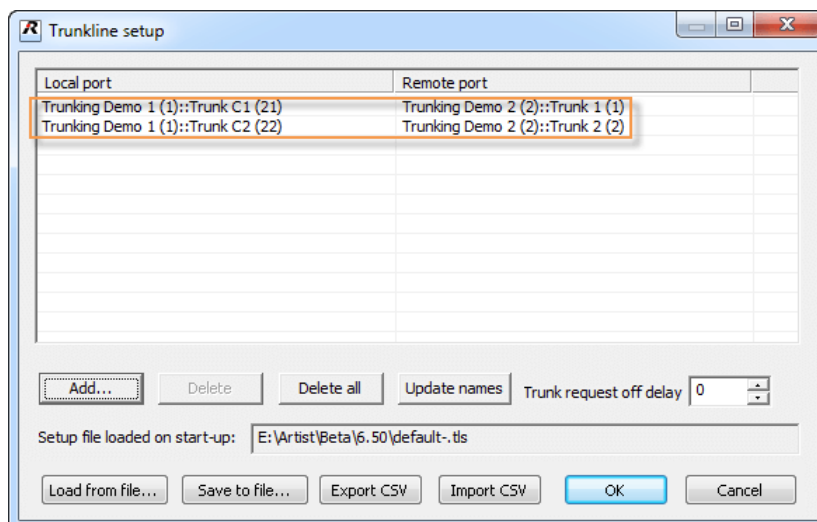 Trunkline setup
Local port Remote port
Trunking Demo 1 (1)::Trunk C1 (21) Trunking Demo 2 (2)::Trunk 1 (1)
Trunking Demo 1 (1)::Trunk C2 (22) Trunking Demo 2 (2)::Trunk 2 (2)
Add... Delete Delete all Update names Trunk request off delay 0
Setup file loaded on start-up: E:\Artist\Beta\6.50\default-.tls
Load from file... Save to file... Export CSV Import CSV OK Cancel